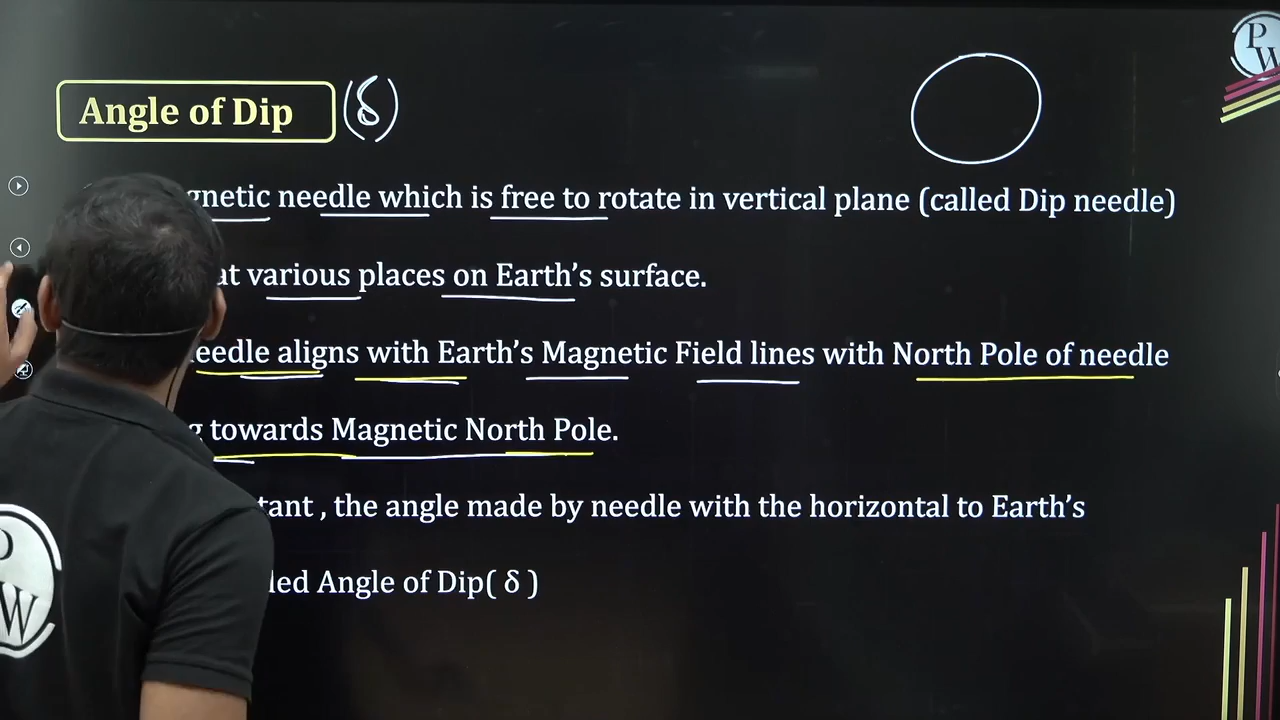 PW
Angle of Dip (δ)
gnetic needle which is free to rotate in vertical plane (called Dip needle)
at various places on Earth's surface.
eedle aligns with Earth's Magnetic Field lines with North Pole of needle
g towards Magnetic North Pole.
tant , the angle made by needle with the horizontal to Earth's
led Angle of Dip( δ )
PW